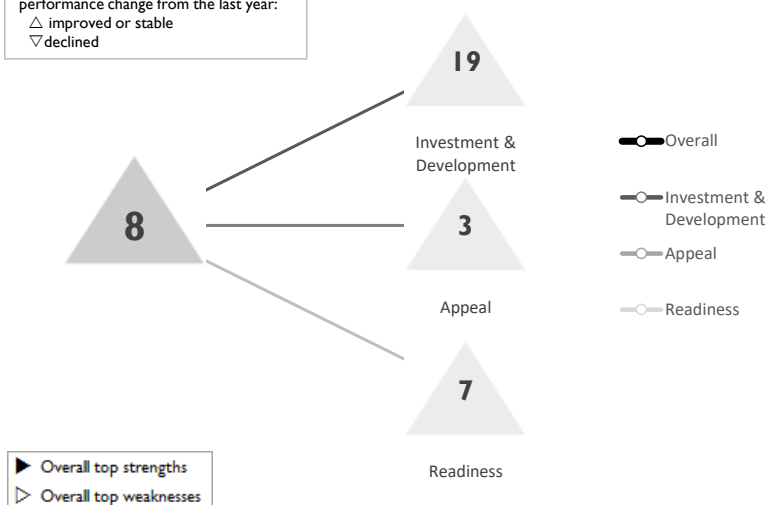 performance change from the last year:
△ improved or stable
▽ declined
19
Investment &
Development
8
3
Appeal
7
Readiness
Overall
Investment &
Development
Appeal
Readiness
▶ Overall top strengths
▷ Overall top weaknesses